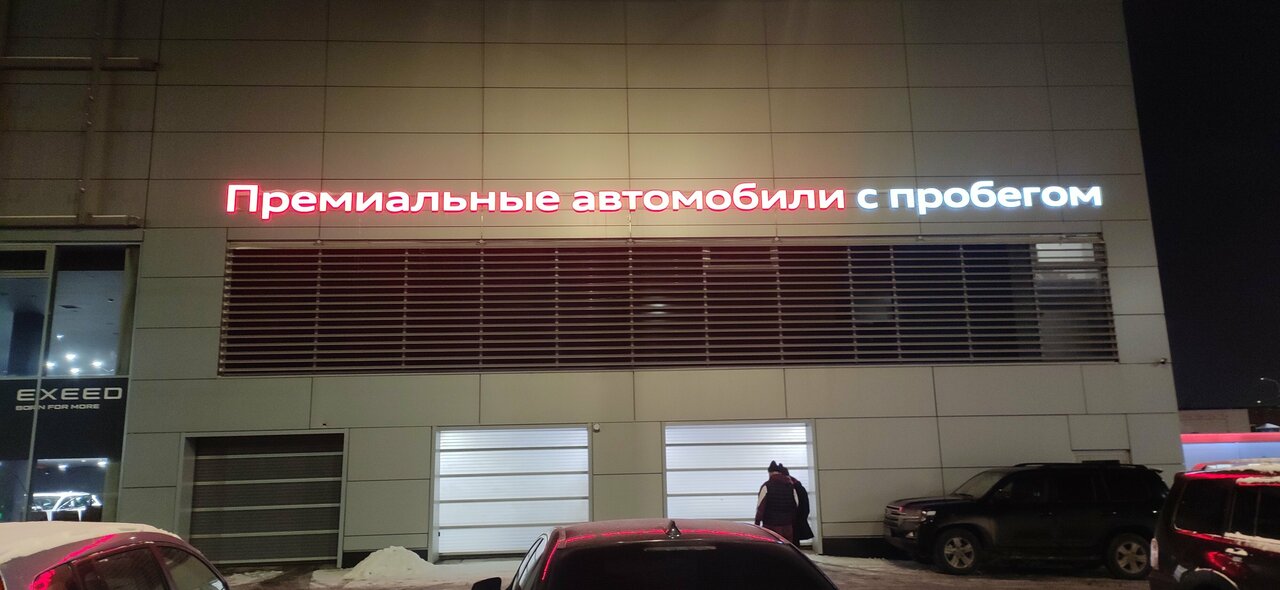 Премиальные автомобили с пробегом
EXEED
BORN FOR MORE